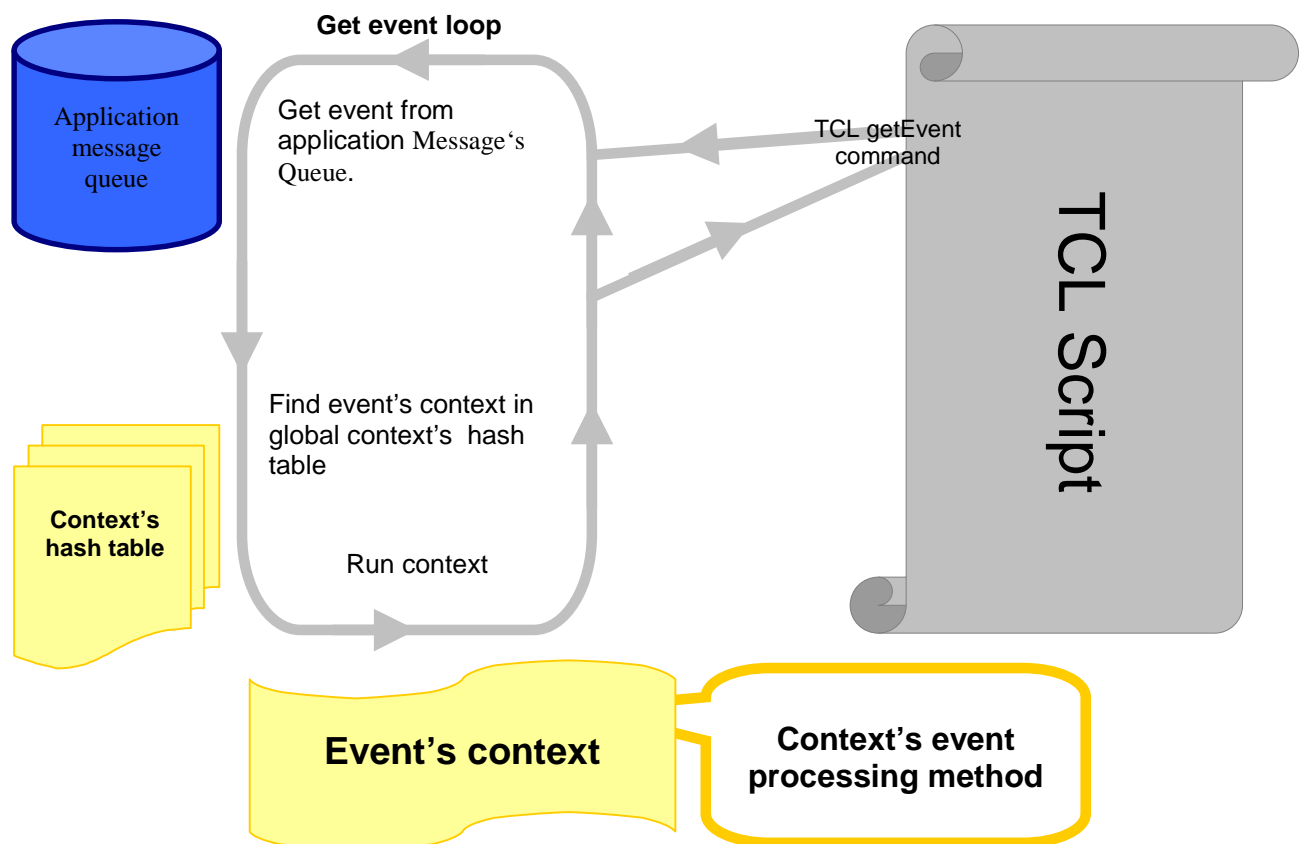 Get event loop
Application
message
queue
Get event from
application Message‘s
Queue.
TCL getEvent
command
TCL Script
Find event’s context in
global context’s  hash
table
Context’s
hash table
Run context
Event’s context
Context’s event
processing method